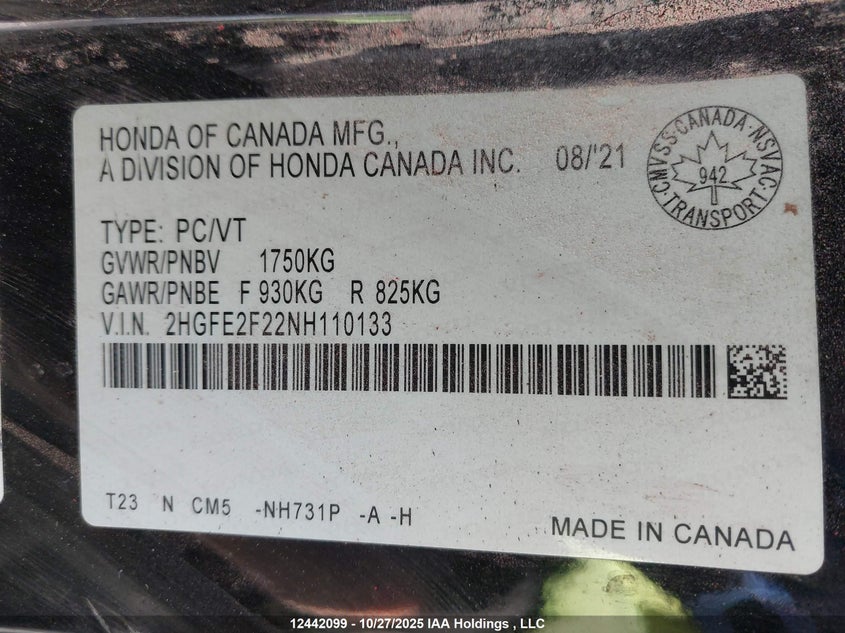 HONDA OF CANADA MFG.,
A DIVISION OF HONDA CANADA INC. 08/'21
CMVSS·CANADA·NSVAC·TRANSPORT·
942
TYPE: PC/VT
GVWR/PNBV 1750KG
GAWR/PNBE F 930KG R 825KG
V.I.N. 2HGFE2F22NH110133
T23 N CM5 -NH731P -A -H
MADE IN CANADA
12442099 - 10/27/2025 IAA Holdings , LLC